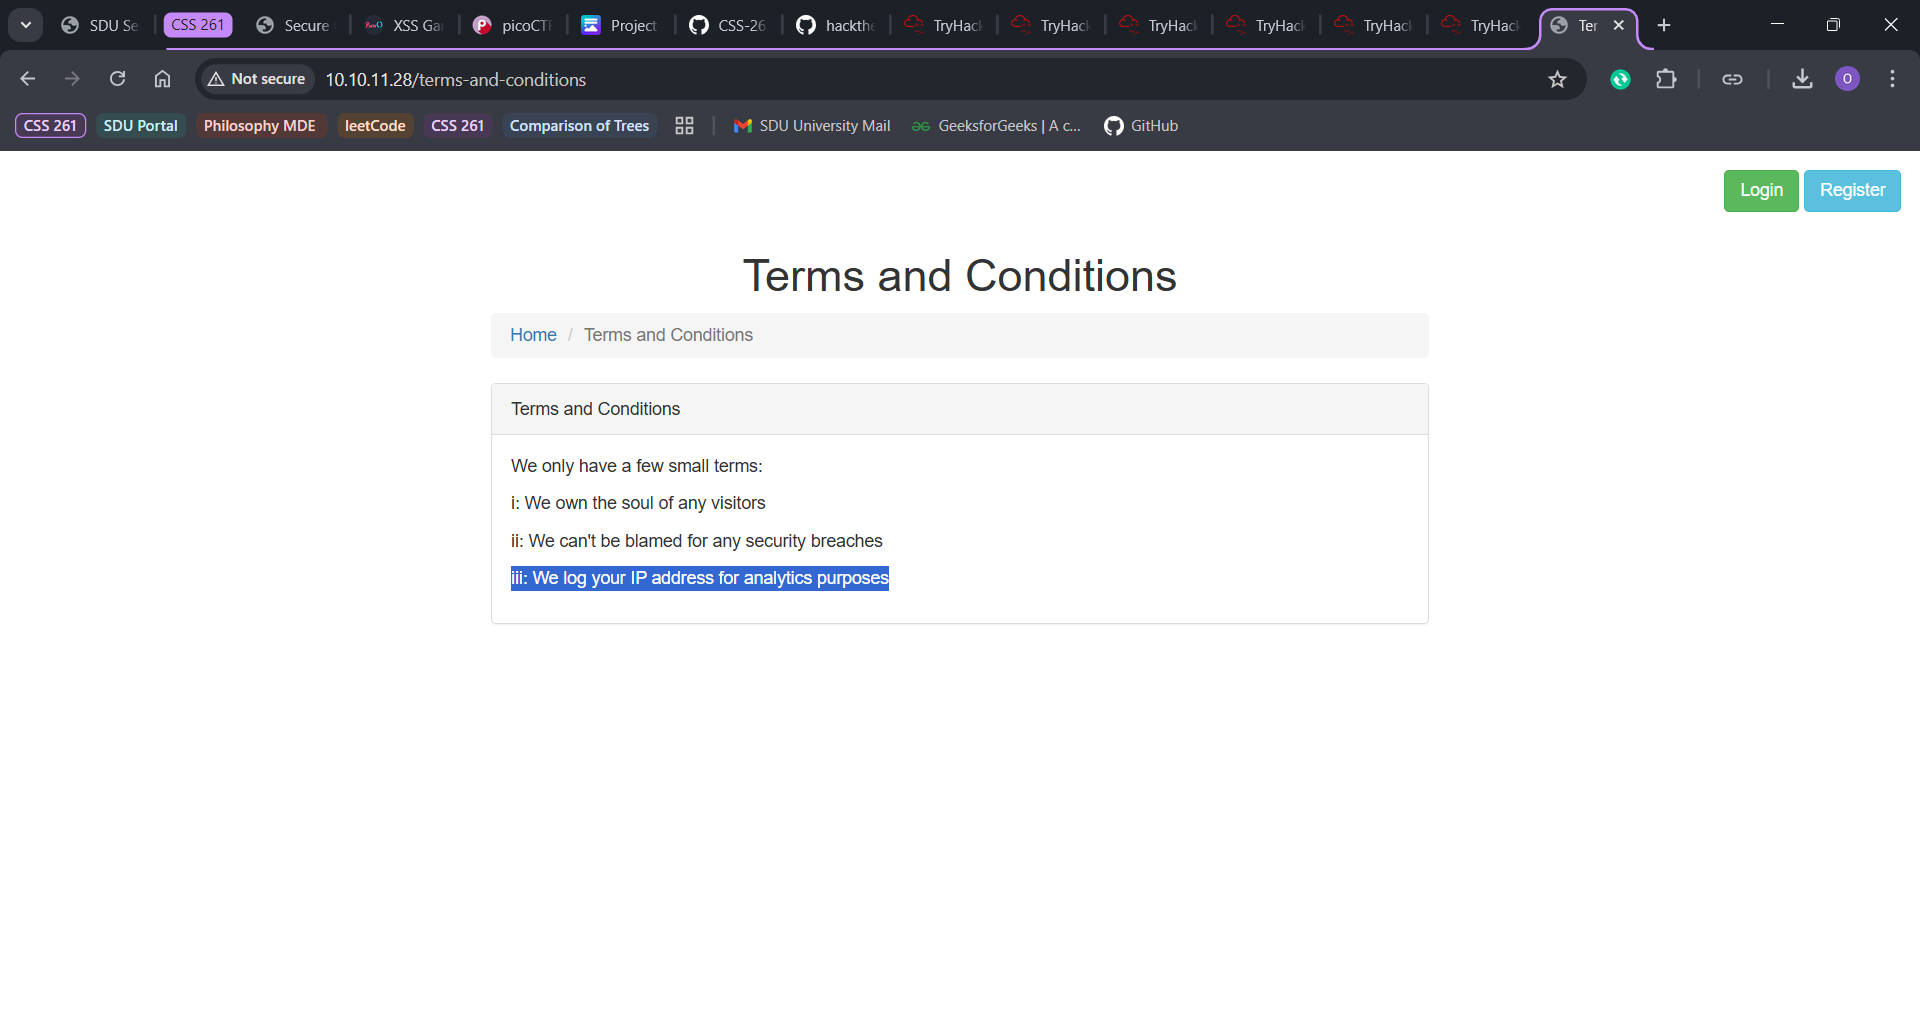 SDU Se
CSS 261
Secure
XSS Ga
picoCTF
Project
CSS-26
hackthe
TryHack
TryHack
TryHack
TryHack
TryHack
TryHack
Ter
Not secure
10.10.11.28/terms-and-conditions
O
CSS 261
SDU Portal
Philosophy MDE
leetCode
CSS 261
Comparison of Trees
SDU University Mail
GeeksforGeeks | A c...
GitHub
Login
Register
Terms and Conditions
Home / Terms and Conditions
Terms and Conditions
We only have a few small terms:
i: We own the soul of any visitors
ii: We can't be blamed for any security breaches
iii: We log your IP address for analytics purposes